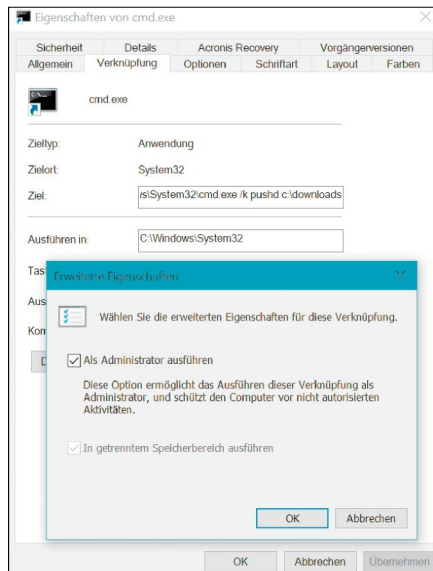 Eigenschaften von cmd.exe
Sicherheit Details Acronis Recovery Vorgängerversionen
Allgemein Verknüpfung Optionen Schriftart Layout Farben
cmd.exe
Zieltyp: Anwendung
Zielort: System32
Ziel: /s\System32\cmd.exe /k pushd c:\downloads
Ausführen in: C:\Windows\System32
Tas
Erweiterte Eigenschaften
Aus
Wählen Sie die erweiterten Eigenschaften für diese Verknüpfung.
Kom
D
Als Administrator ausführen
Diese Option ermöglicht das Ausführen dieser Verknüpfung als
Administrator, und schützt den Computer vor nicht autorisierten
Aktivitäten.
In getrenntem Speicherbereich ausführen
OK Abbrechen
OK Abbrechen Übernehmen